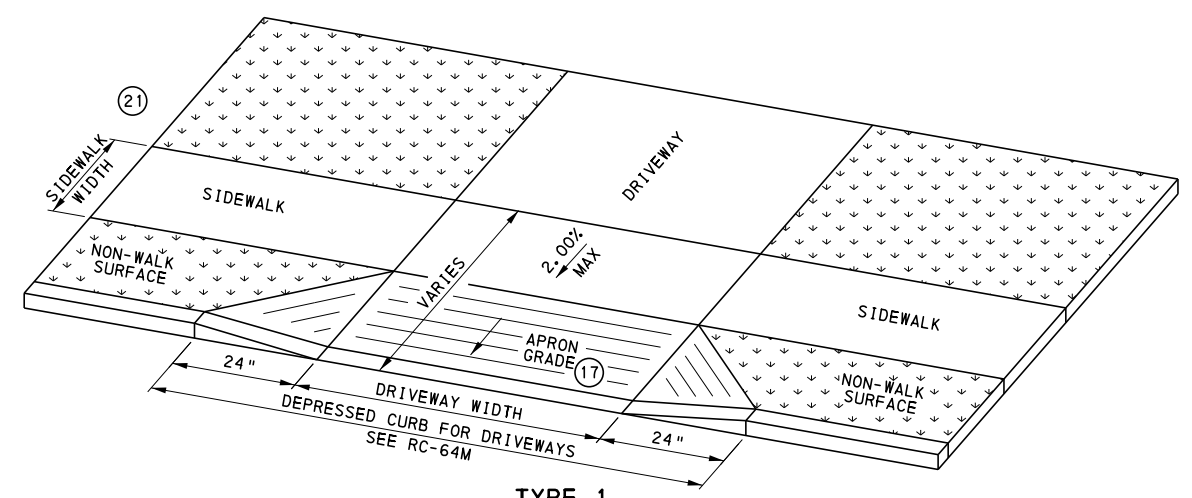 21
SIDEWALK
WIDTH
DRIVEWAY
SIDEWALK
2.00%
MAX
NON-WALK
SURFACE
VARIES
SIDEWALK
APRON
GRADE 17
24"
DRIVEWAY WIDTH
NON-WALK
SURFACE
DEPRESSED CURB FOR DRIVEWAYS
24"
SEE RC-64M
TYPE 1